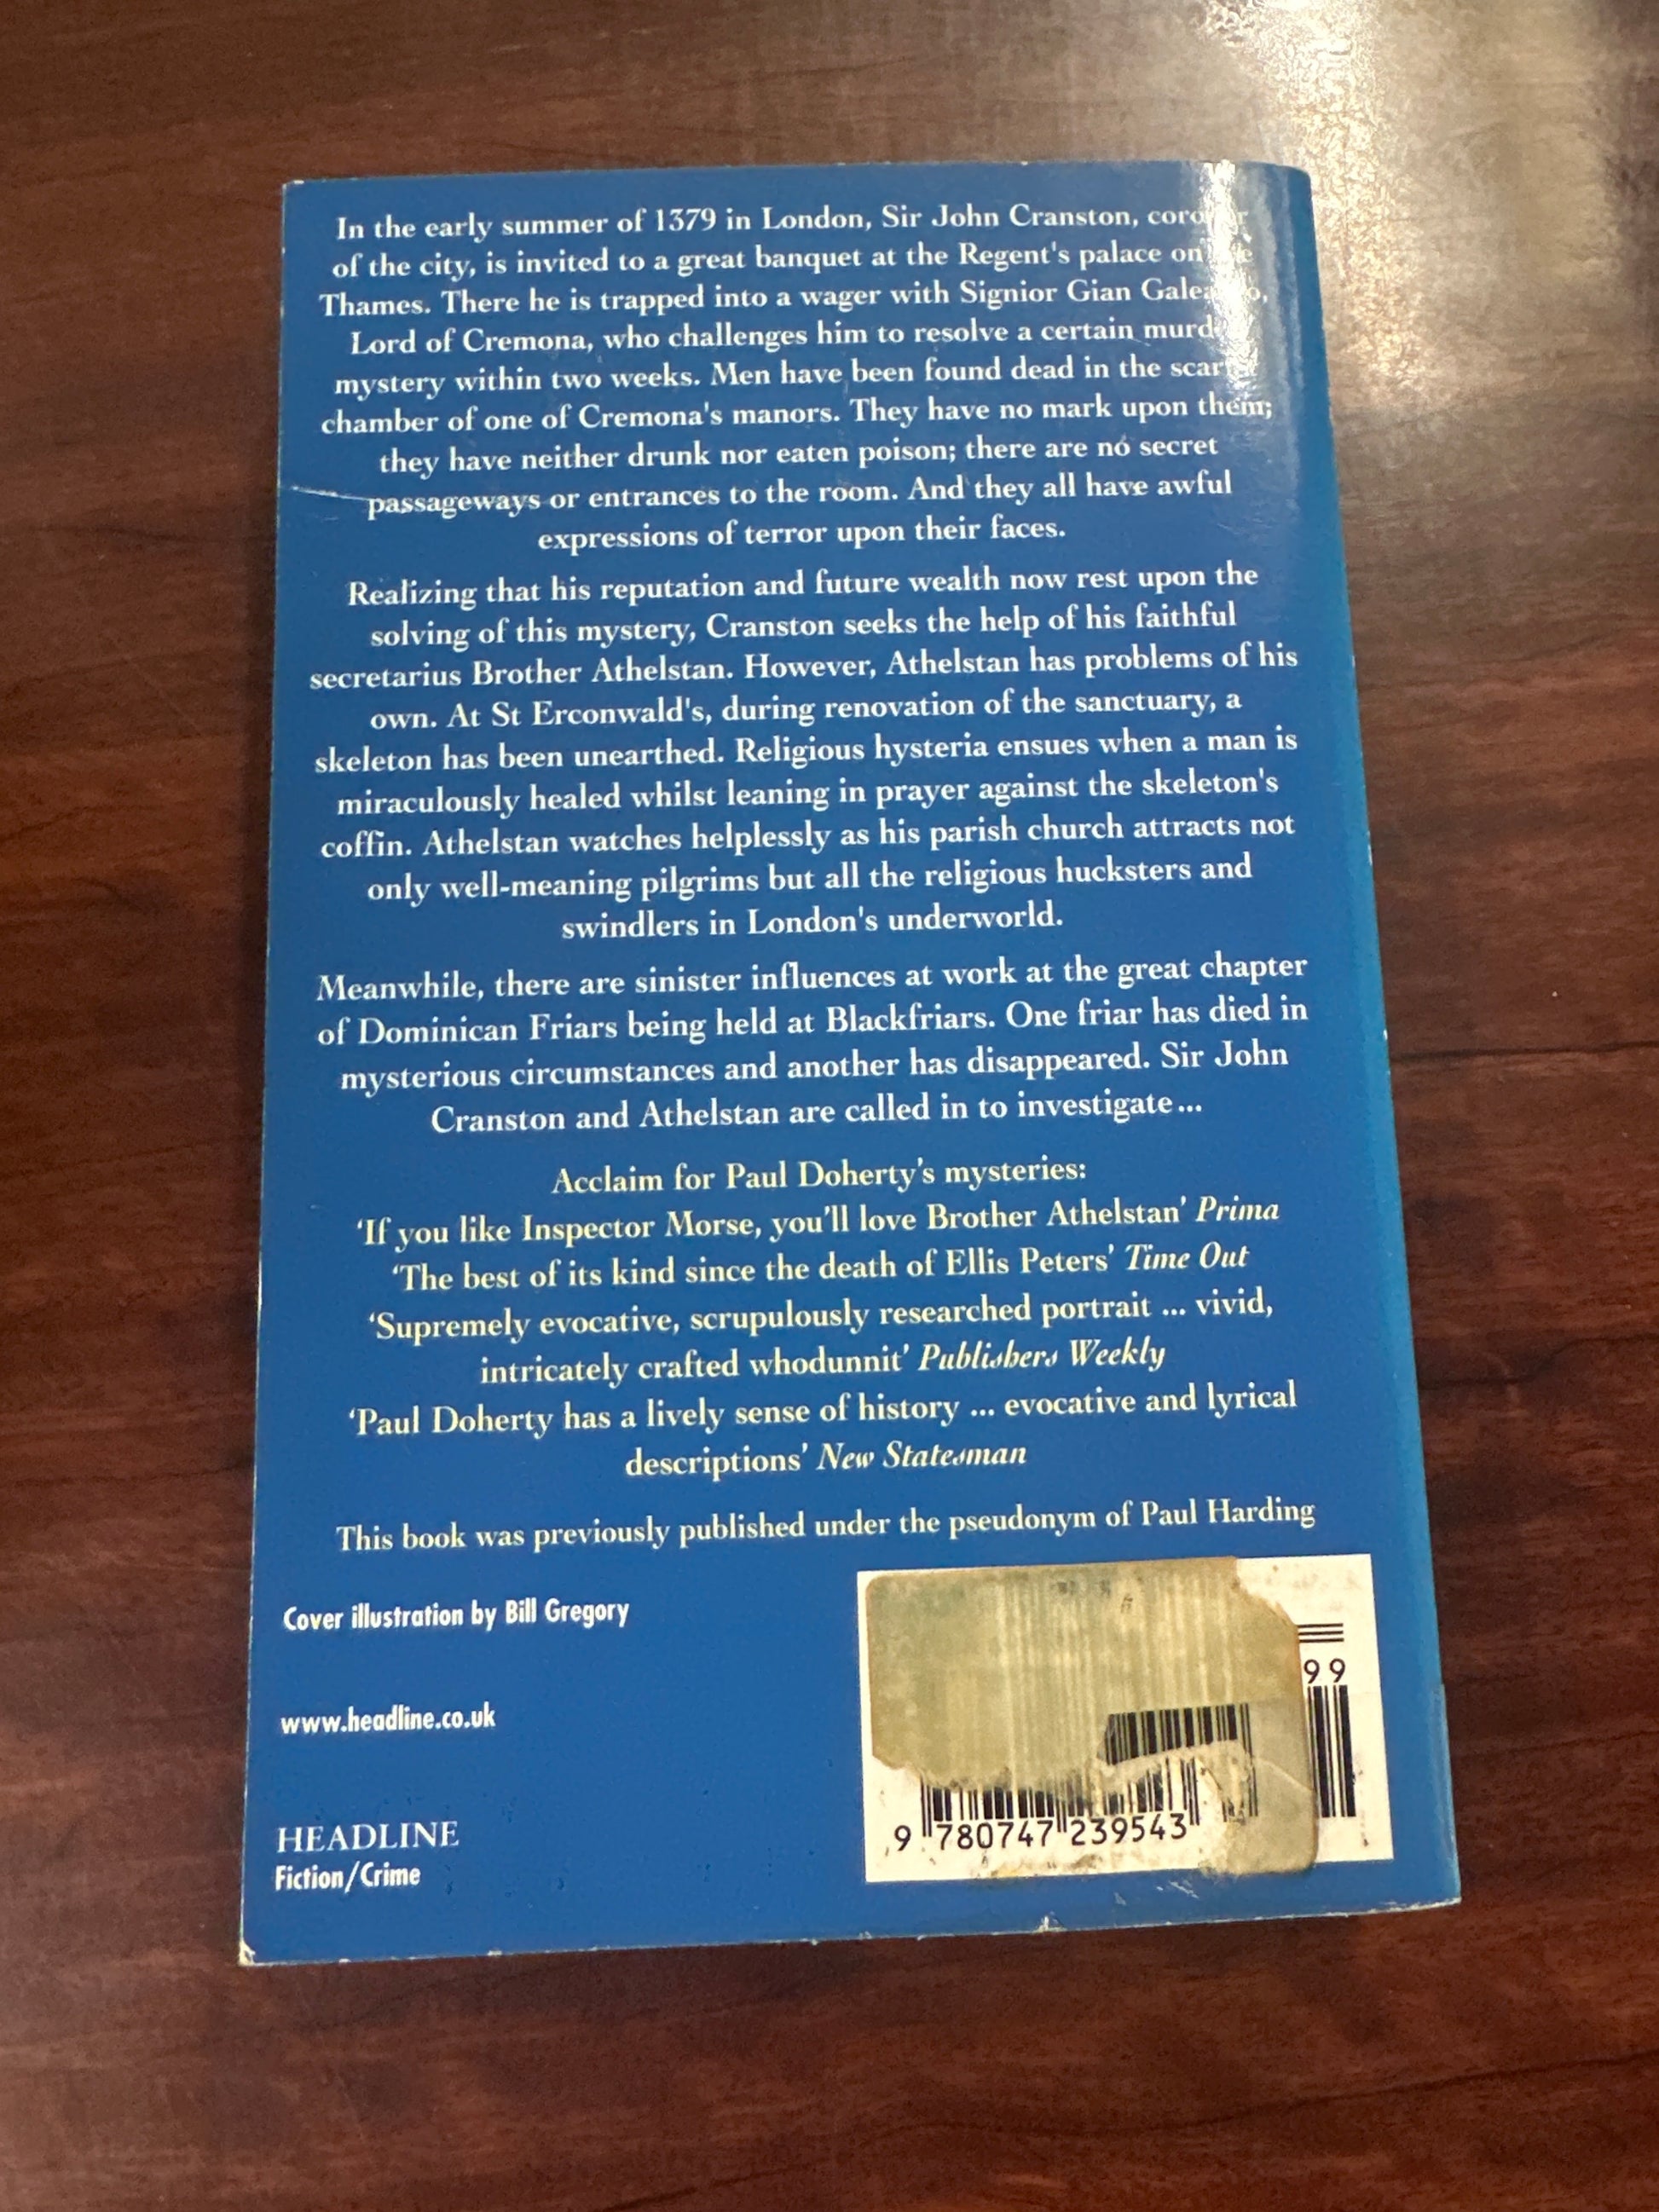 In the early summer of 1379 in London, Sir John Cranston,
of the city, is invited to a great banquet at the Regent's palace on
Thames. There he is trapped into a wager with Signior Gian
Lord of Cremona, who challenges him to resolve a certain
mystery within two weeks. Men have been found dead in the
chamber of one of Cremona's manors. They have no mark upon them;
they have neither drunk nor eaten poison; there are no secret
passageways or entrances to the room. And they all have awful
expressions of terror upon their faces.
Realizing that his reputation and future wealth now rest upon the
solving of this mystery, Cranston seeks the help of his faithful
secretarius Brother Athelstan. However, Athelstan has problems of his
own. At St Erconwald's, during renovation of the sanctuary, a
skeleton has been unearthed. Religious hysteria ensues when a man is
miraculously healed whilst leaning in prayer against the skeleton's
coffin. Athelstan watches helplessly as his parish church attracts not
only well-meaning pilgrims but all the religious hucksters and
swindlers in London's underworld.
Meanwhile, there are sinister influences at work at the great chapter
of Dominican Friars being held at Blackfriars. One friar has died in
mysterious circumstances and another has disappeared. Sir John
Cranston and Athelstan are called in to investigate...
Acclaim for Paul Doherty's mysteries:
‘If you like Inspector Morse, you'll love Brother Athelstan’ Prima
‘The best of its kind since the death of Ellis Peters’ Time Out
‘Supremely evocative, scrupulously researched portrait ... vivid,
intricately crafted whodunnit’ Publishers Weekly
‘Paul Doherty has a lively sense of history ... evocative and lyrical
descriptions’ New Statesman
This book was previously published under the pseudonym of Paul Harding
Cover illustration by Bill Gregory
www.headline.co.uk
HEADLINE
Fiction/Crime
99
9 780747 239543